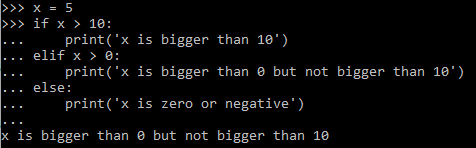 >>> x = 5
>>> if x > 10:
...     print('x is bigger than 10')
... elif x > 0:
...     print('x is bigger than 0 but not bigger than 10')
... else:
...     print('x is zero or negative')
...
x is bigger than 0 but not bigger than 10